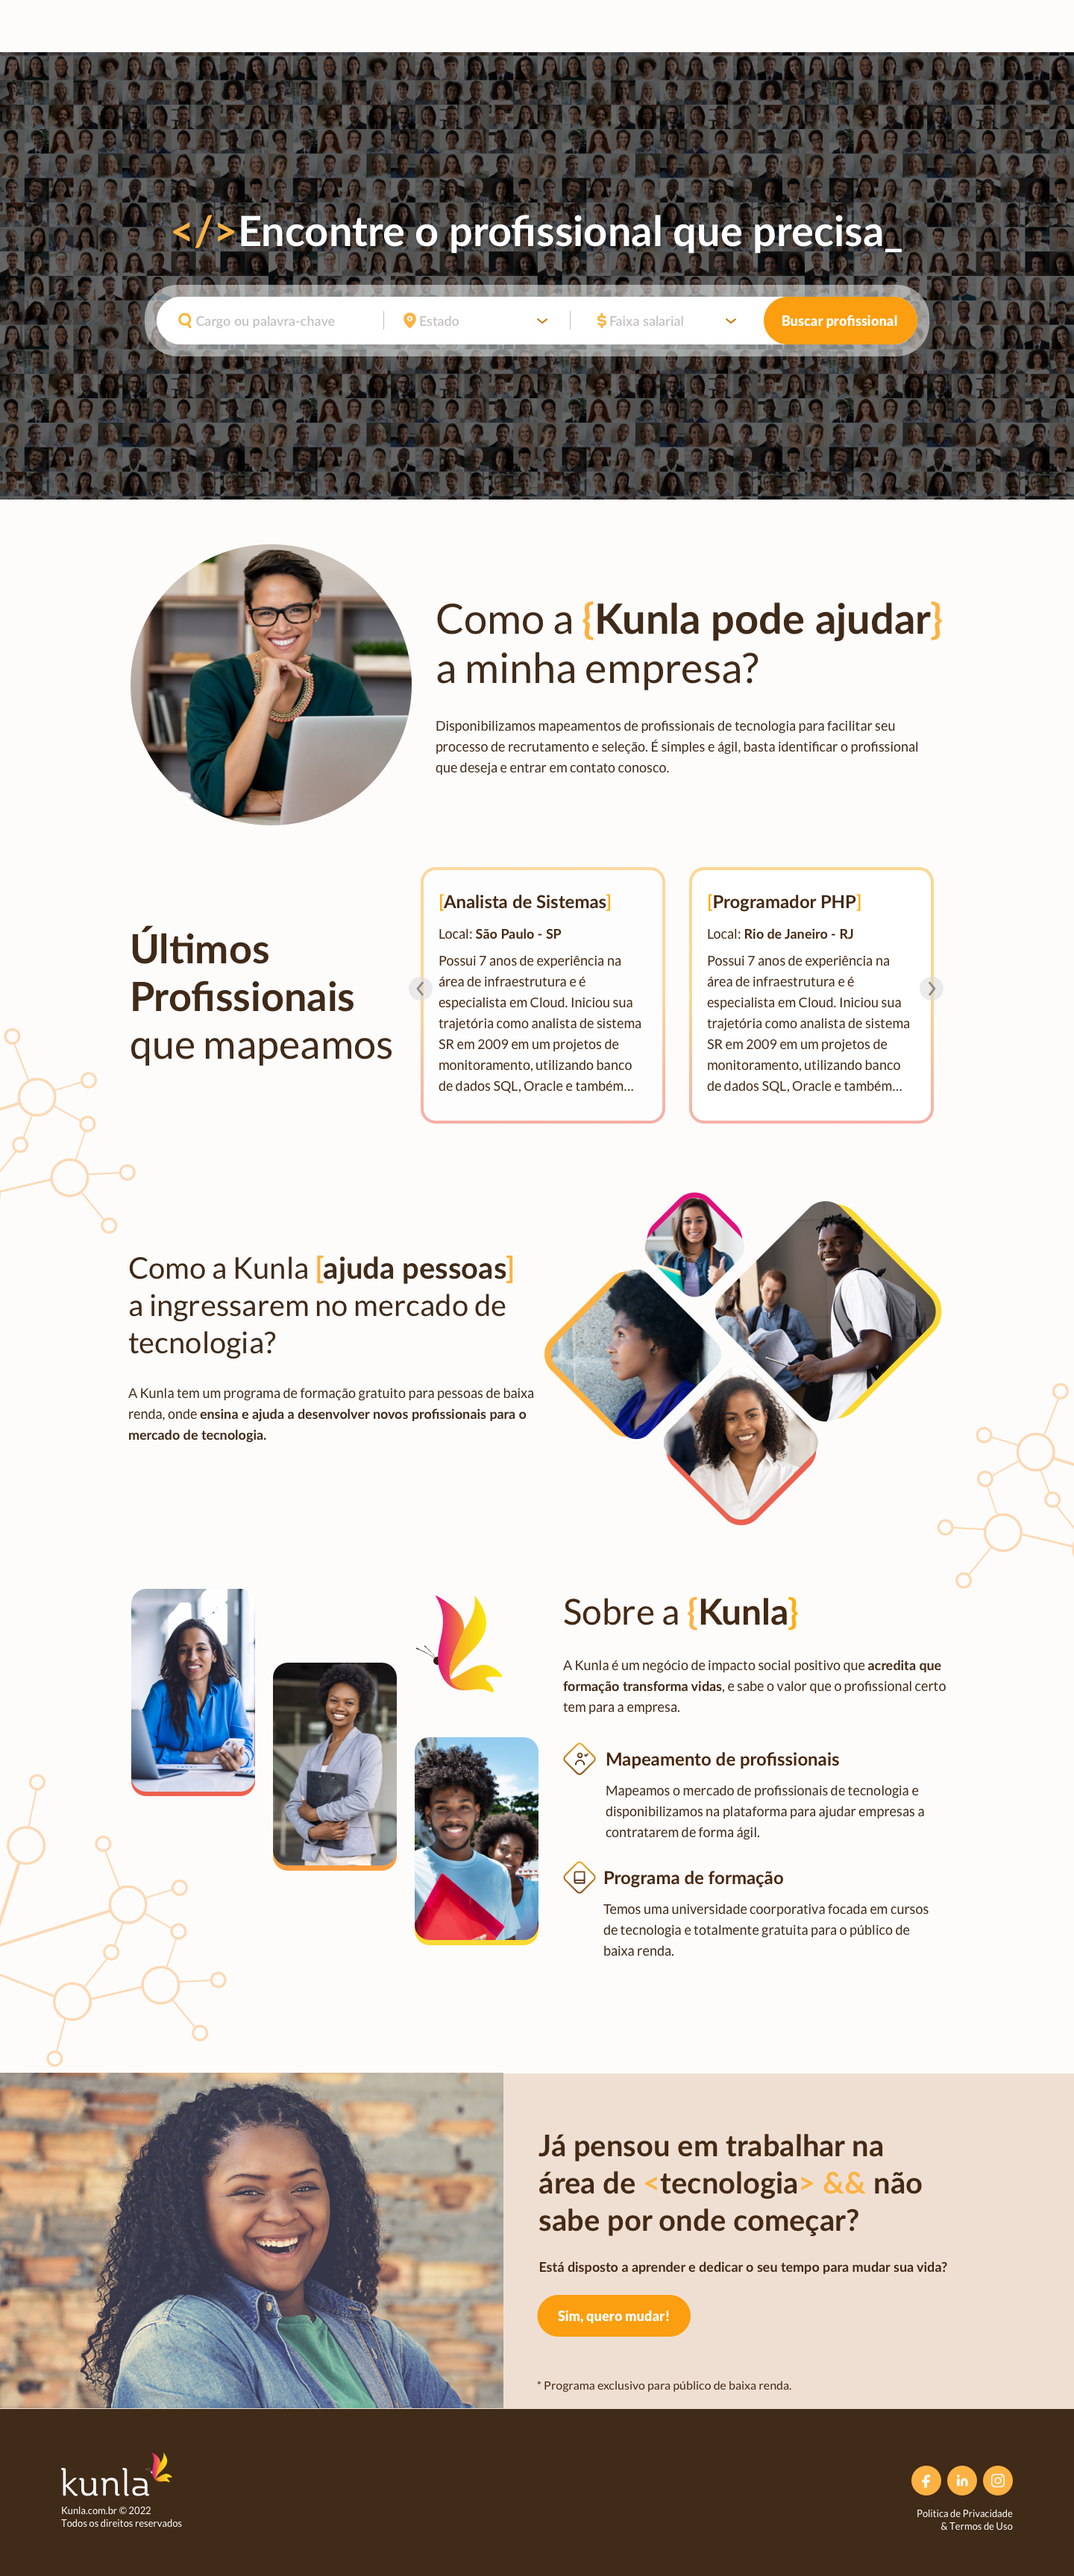 </>Encontre o profissional que precisa_
Cargo ou palavra-chave
Estado
$ Faixa salarial
Buscar profissional
Como a {Kunla pode ajudar}
a minha empresa?
Disponibilizamos mapeamentos de profissionais de tecnologia para facilitar seu
processo de recrutamento e seleção. É simples e ágil, basta identificar o profissional
que deseja e entrar em contato conosco.
Últimos
Profissionais
que mapeamos
[Analista de Sistemas]
Local: São Paulo - SP
Possui 7 anos de experiência na
área de infraestrutura e é
especialista em Cloud. Iniciou sua
trajetória como analista de sistema
SR em 2009 em um projetos de
monitoramento, utilizando banco
de dados SQL, Oracle e também...
[Programador PHP]
Local: Rio de Janeiro - RJ
Possui 7 anos de experiência na
área de infraestrutura e é
especialista em Cloud. Iniciou sua
trajetória como analista de sistema
SR em 2009 em um projetos de
monitoramento, utilizando banco
de dados SQL, Oracle e também...
Como a Kunla [ajuda pessoas]
a ingressarem no mercado de
tecnologia?
A Kunla tem um programa de formação gratuito para pessoas de baixa
renda, onde ensina e ajuda a desenvolver novos profissionais para o
mercado de tecnologia.
Sobre a {Kunla}
A Kunla é um negócio de impacto social positivo que acredita que
formação transforma vidas, e sabe o valor que o profissional certo
tem para a empresa.
Mapeamento de profissionais
Mapeamos o mercado de profissionais de tecnologia e
disponibilizamos na plataforma para ajudar empresas a
contratarem de forma ágil.
Programa de formação
Temos uma universidade coorporativa focada em cursos
de tecnologia e totalmente gratuita para o público de
baixa renda.
Já pensou em trabalhar na
área de <tecnologia> && não
sabe por onde começar?
Está disposto a aprender e dedicar o seu tempo para mudar sua vida?
Sim, quero mudar!
* Programa exclusivo para público de baixa renda.
kunla
Kunla.com.br © 2022
Todos os direitos reservados
f
in
Politica de Privacidade
& Termos de Uso